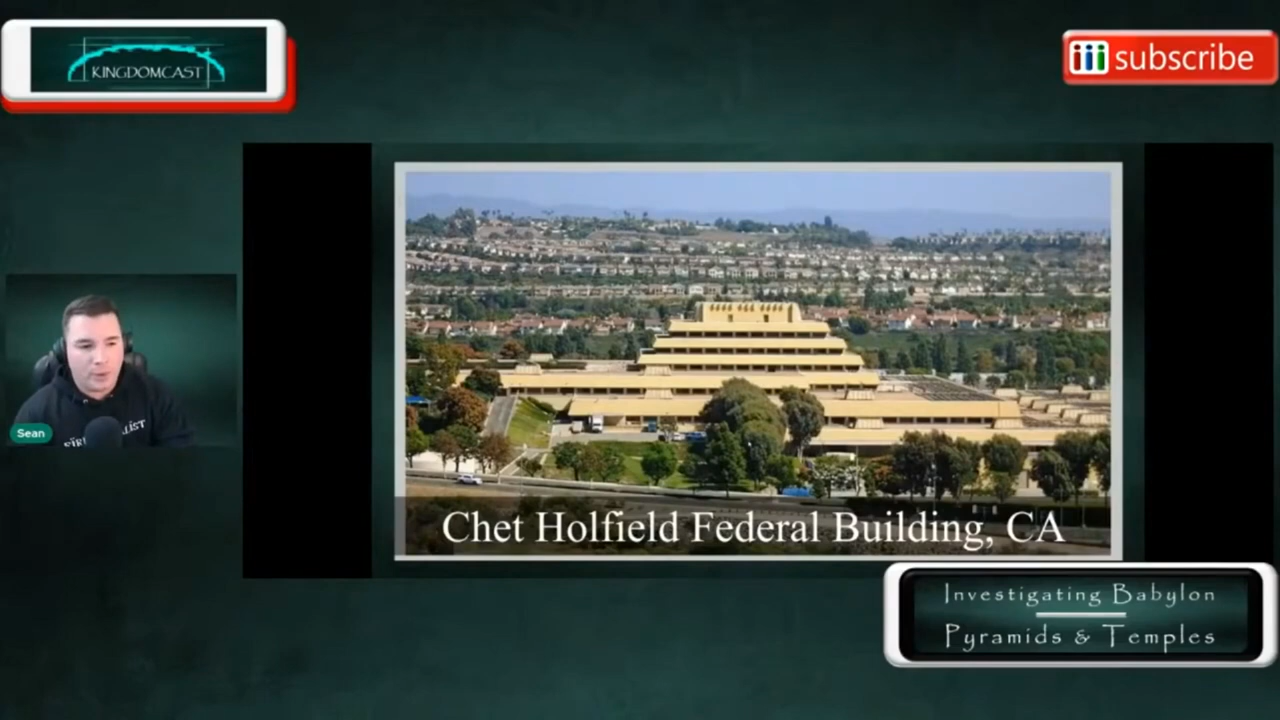 KINGDOMCAST
subscribe
Sean
Chet Holfield Federal Building, CA
Investigating Babylon
Pyramids & Temples